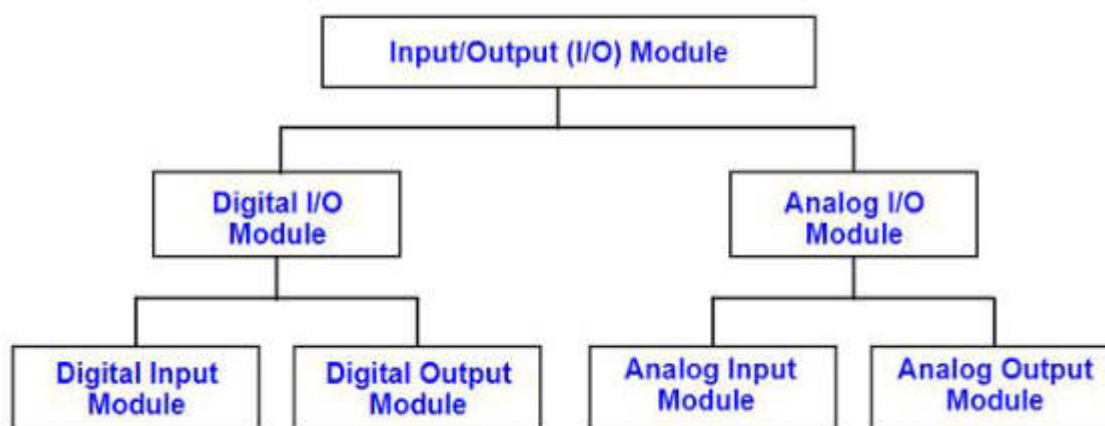 Input/Output (I/O) Module
Digital I/O
Module
Analog I/O
Module
Digital Input
Module
Digital Output
Module
Analog Input
Module
Analog Output
Module